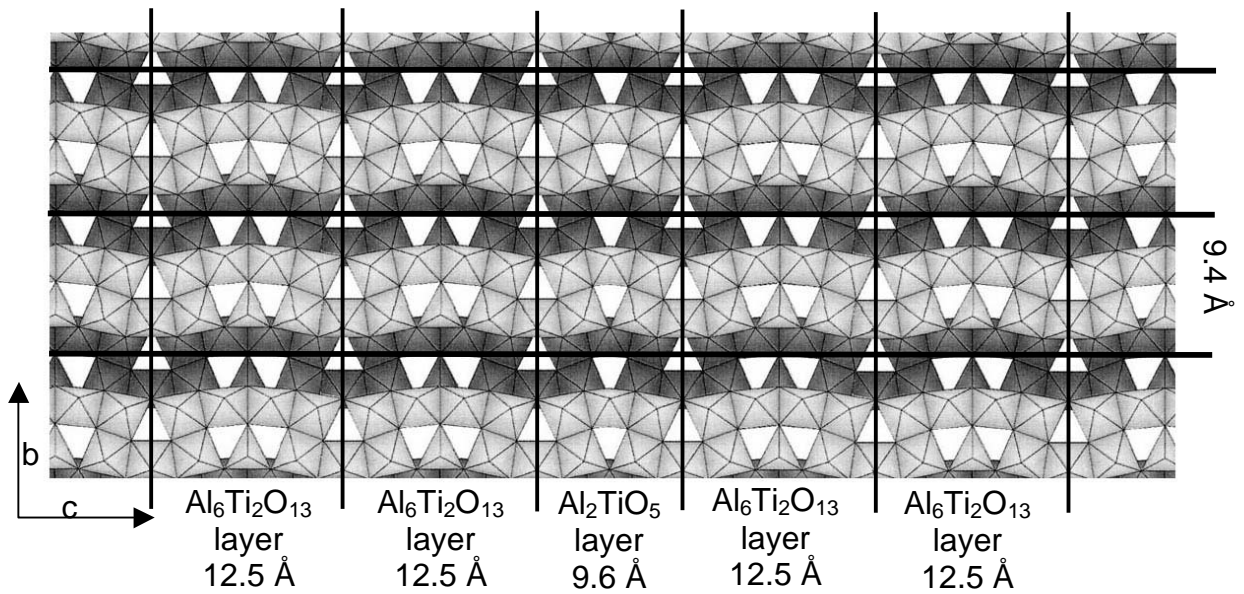 9.4 Å
b
c
Al₆Ti₂O₁₃
layer
12.5 Å
Al₆Ti₂O₁₃
layer
12.5 Å
Al₂TiO₅
layer
9.6 Å
Al₆Ti₂O₁₃
layer
12.5 Å
Al₆Ti₂O₁₃
layer
12.5 Å